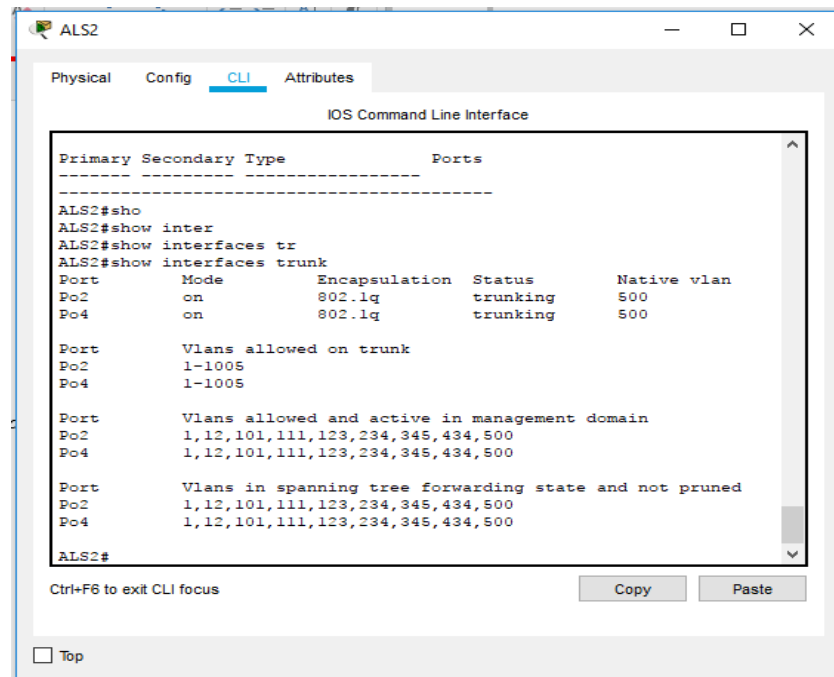 ALS2
Physical Config CLI Attributes
IOS Command Line Interface
Primary Secondary Type Ports
------- --------- -----------------
------------------------------------------
ALS2#sho
ALS2#show inter
ALS2#show interfaces tr
ALS2#show interfaces trunk
Port Mode Encapsulation Status Native vlan
Po2 on 802.1q trunking 500
Po4 on 802.1q trunking 500
Port Vlans allowed on trunk
Po2 1-1005
Po4 1-1005
Port Vlans allowed and active in management domain
Po2 1,12,101,111,123,234,345,434,500
Po4 1,12,101,111,123,234,345,434,500
Port Vlans in spanning tree forwarding state and not pruned
Po2 1,12,101,111,123,234,345,434,500
Po4 1,12,101,111,123,234,345,434,500
ALS2#
Ctrl+F6 to exit CLI focus
Copy Paste
Top